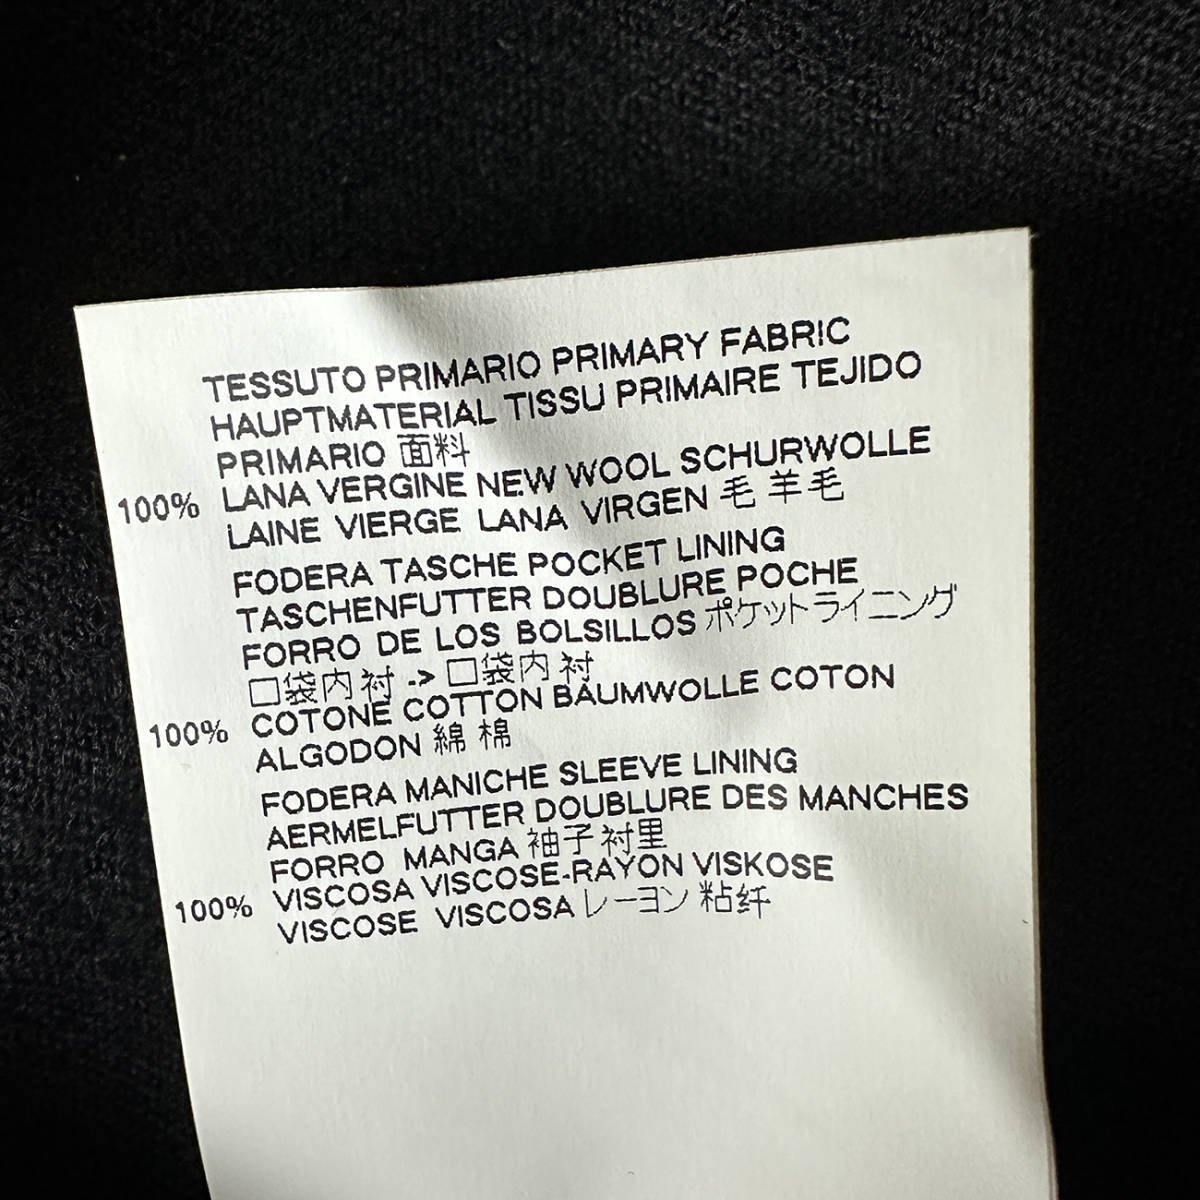 TESSUTO PRIMARIO PRIMARY FABRIC
HAUPTMATERIAL TISSU PRIMAIRE TEJIDO
PRIMARIO 面料
100% LANA VERGINE NEW WOOL SCHURWOLLE
LAINE VIERGE LANA VIRGEN 毛 羊毛
FODERA TASCHE POCKET LINING
TASCHENFUTTER DOUBLURE POCHE
FORRO DE LOS BOLSILLOS ポケットライニング
口袋内 衬 -> 口袋内 衬
100% COTONE COTTON BAUMWOLLE COTON
ALGODON 綿 棉
FODERA MANICHE SLEEVE LINING
AERMELFUTTER DOUBLURE DES MANCHES
FORRO MANGA 袖子 衬里
100% VISCOSA VISCOSE-RAYON VISKOSE
VISCOSE VISCOSA レーヨン 粘纤